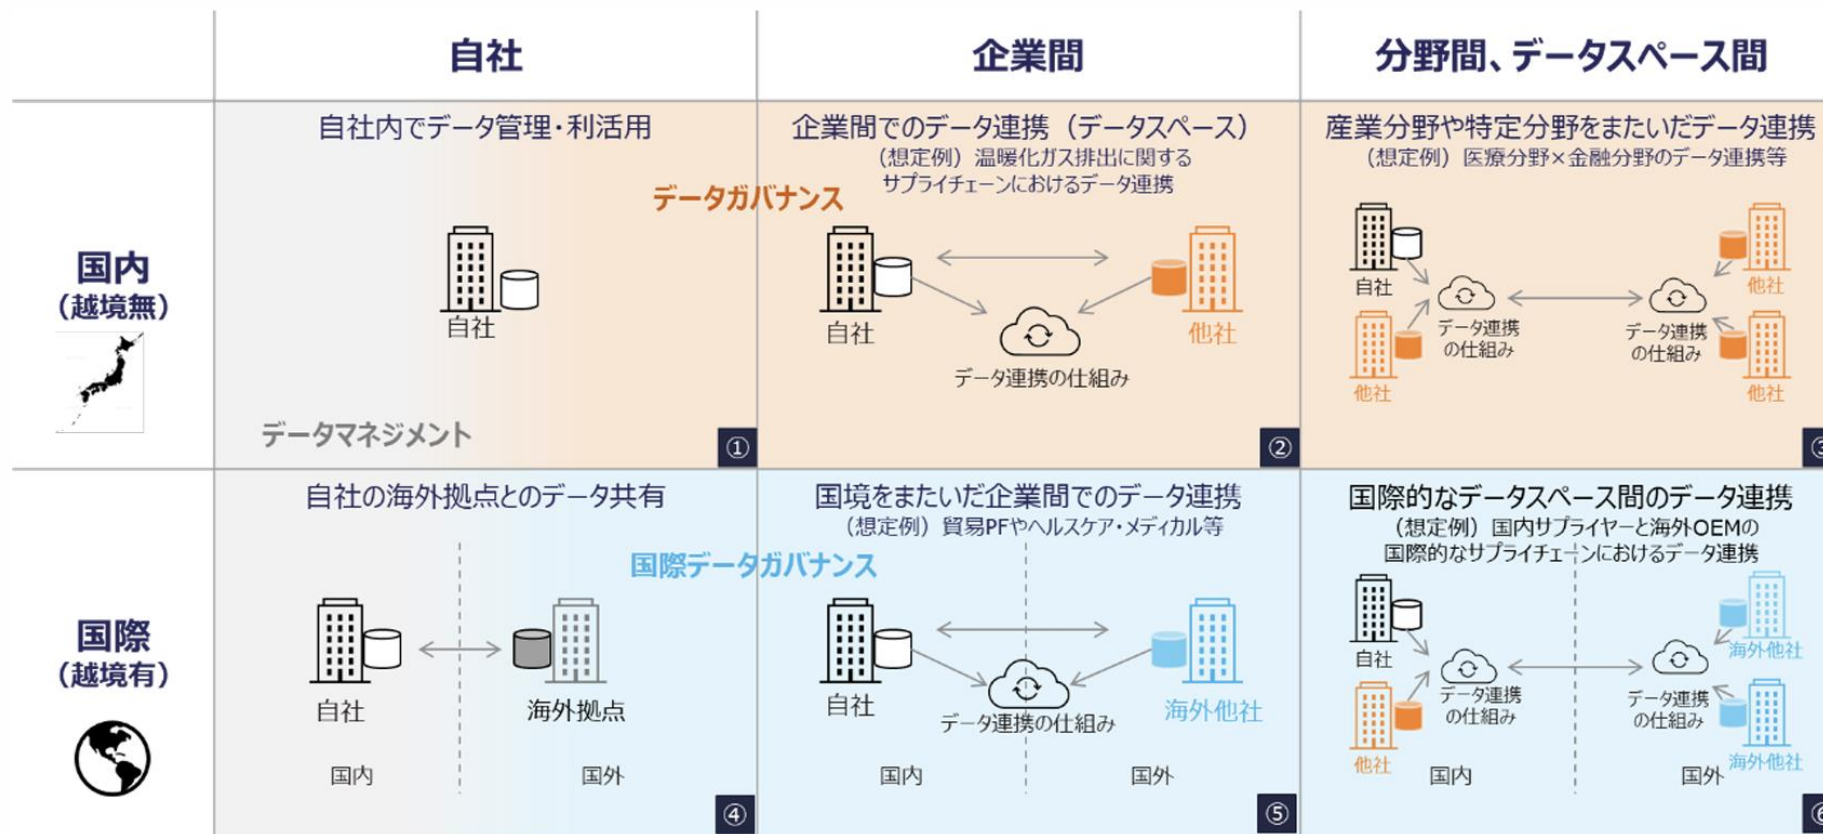 自社
企業間
分野間、データスペース間
国内
(越境無)
自社内でデータ管理・利活用
データガバナンス
自社
データマネジメント
①
企業間でのデータ連携（データスペース）
（想定例）温暖化ガス排出に関する
サプライチェーンにおけるデータ連携
自社
他社
データ連携の仕組み
②
産業分野や特定分野をまたいだデータ連携
（想定例）医療分野×金融分野のデータ連携等
自社
他社
データ連携
の仕組み
データ連携
の仕組み
他社
他社
③
国際
(越境有)
自社の海外拠点とのデータ共有
国際データガバナンス
自社
海外拠点
国内
国外
④
国境をまたいだ企業間でのデータ連携
（想定例）貿易PFやヘルスケア・メディカル等
自社
海外他社
データ連携の仕組み
国内
国外
⑤
国際的なデータスペース間のデータ連携
（想定例）国内サプライヤーと海外OEMの
国際的なサプライチェーンにおけるデータ連携
自社
海外他社
データ連携
の仕組み
データ連携
の仕組み
他社
国内
国外
海外他社
⑥